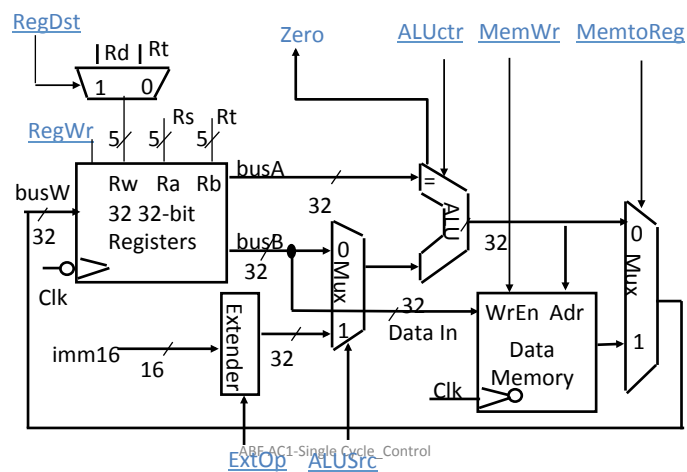 RegDst
Rd Rt
1 0
Zero
ALUctr
MemWr
MemtoReg
RegWr
5
Rs
5
Rt
5
busW
32
Rw Ra Rb
32 32-bit
Registers
Clk
busA
32
busB
32
0
Mux
1
=
ALU
32
0
Mux
1
imm16
16
Extender
32
32
Data In
WrEn Adr
Data
Memory
Clk
ABF AC1-Single Cycle_Control
ExtOp
ALUSrc